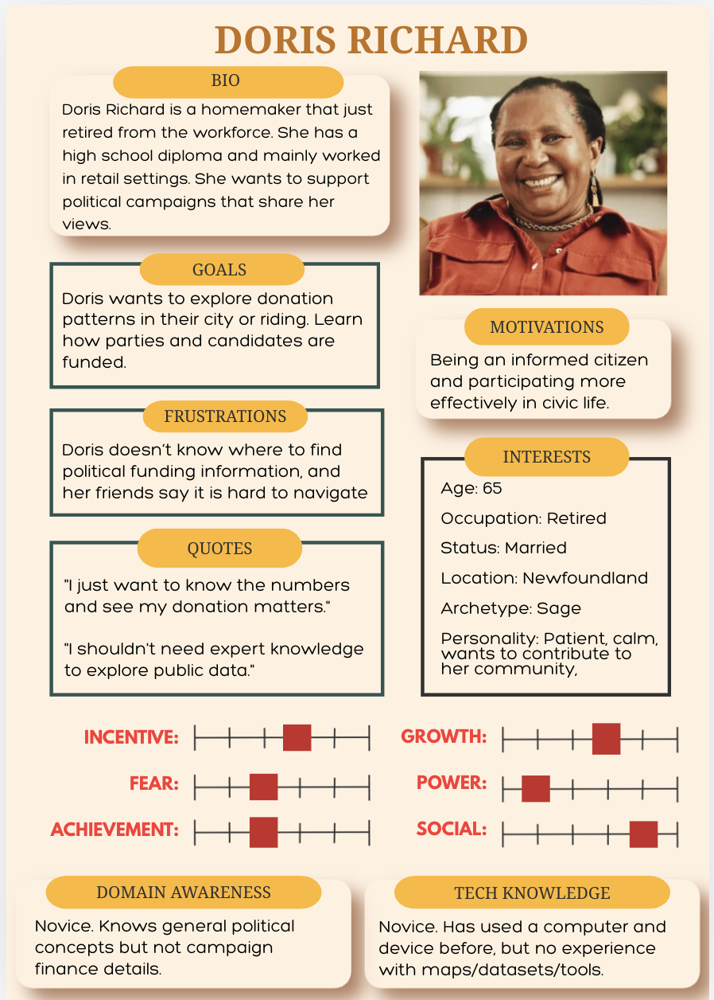 DORIS RICHARD
BIO
Doris Richard is a homemaker that just
retired from the workforce. She has a
high school diploma and mainly worked
in retail settings. She wants to support
political campaigns that share her
views.
GOALS
Doris wants to explore donation
patterns in their city or riding. Learn
how parties and candidates are
funded.
FRUSTRATIONS
Doris doesn’t know where to find
political funding information, and
her friends say it is hard to navigate
QUOTES
"I just want to know the numbers
and see my donation matters."
"I shouldn't need expert knowledge
to explore public data."
MOTIVATIONS
Being an informed citizen
and participating more
effectively in civic life.
INTERESTS
Age: 65
Occupation: Retired
Status: Married
Location: Newfoundland
Archetype: Sage
Personality: Patient, calm,
wants to contribute to
her community,
INCENTIVE:
FEAR:
ACHIEVEMENT:
GROWTH:
POWER:
SOCIAL:
DOMAIN AWARENESS
Novice. Knows general political
concepts but not campaign
finance details.
TECH KNOWLEDGE
Novice. Has used a computer and
device before, but no experience
with maps/datasets/tools.